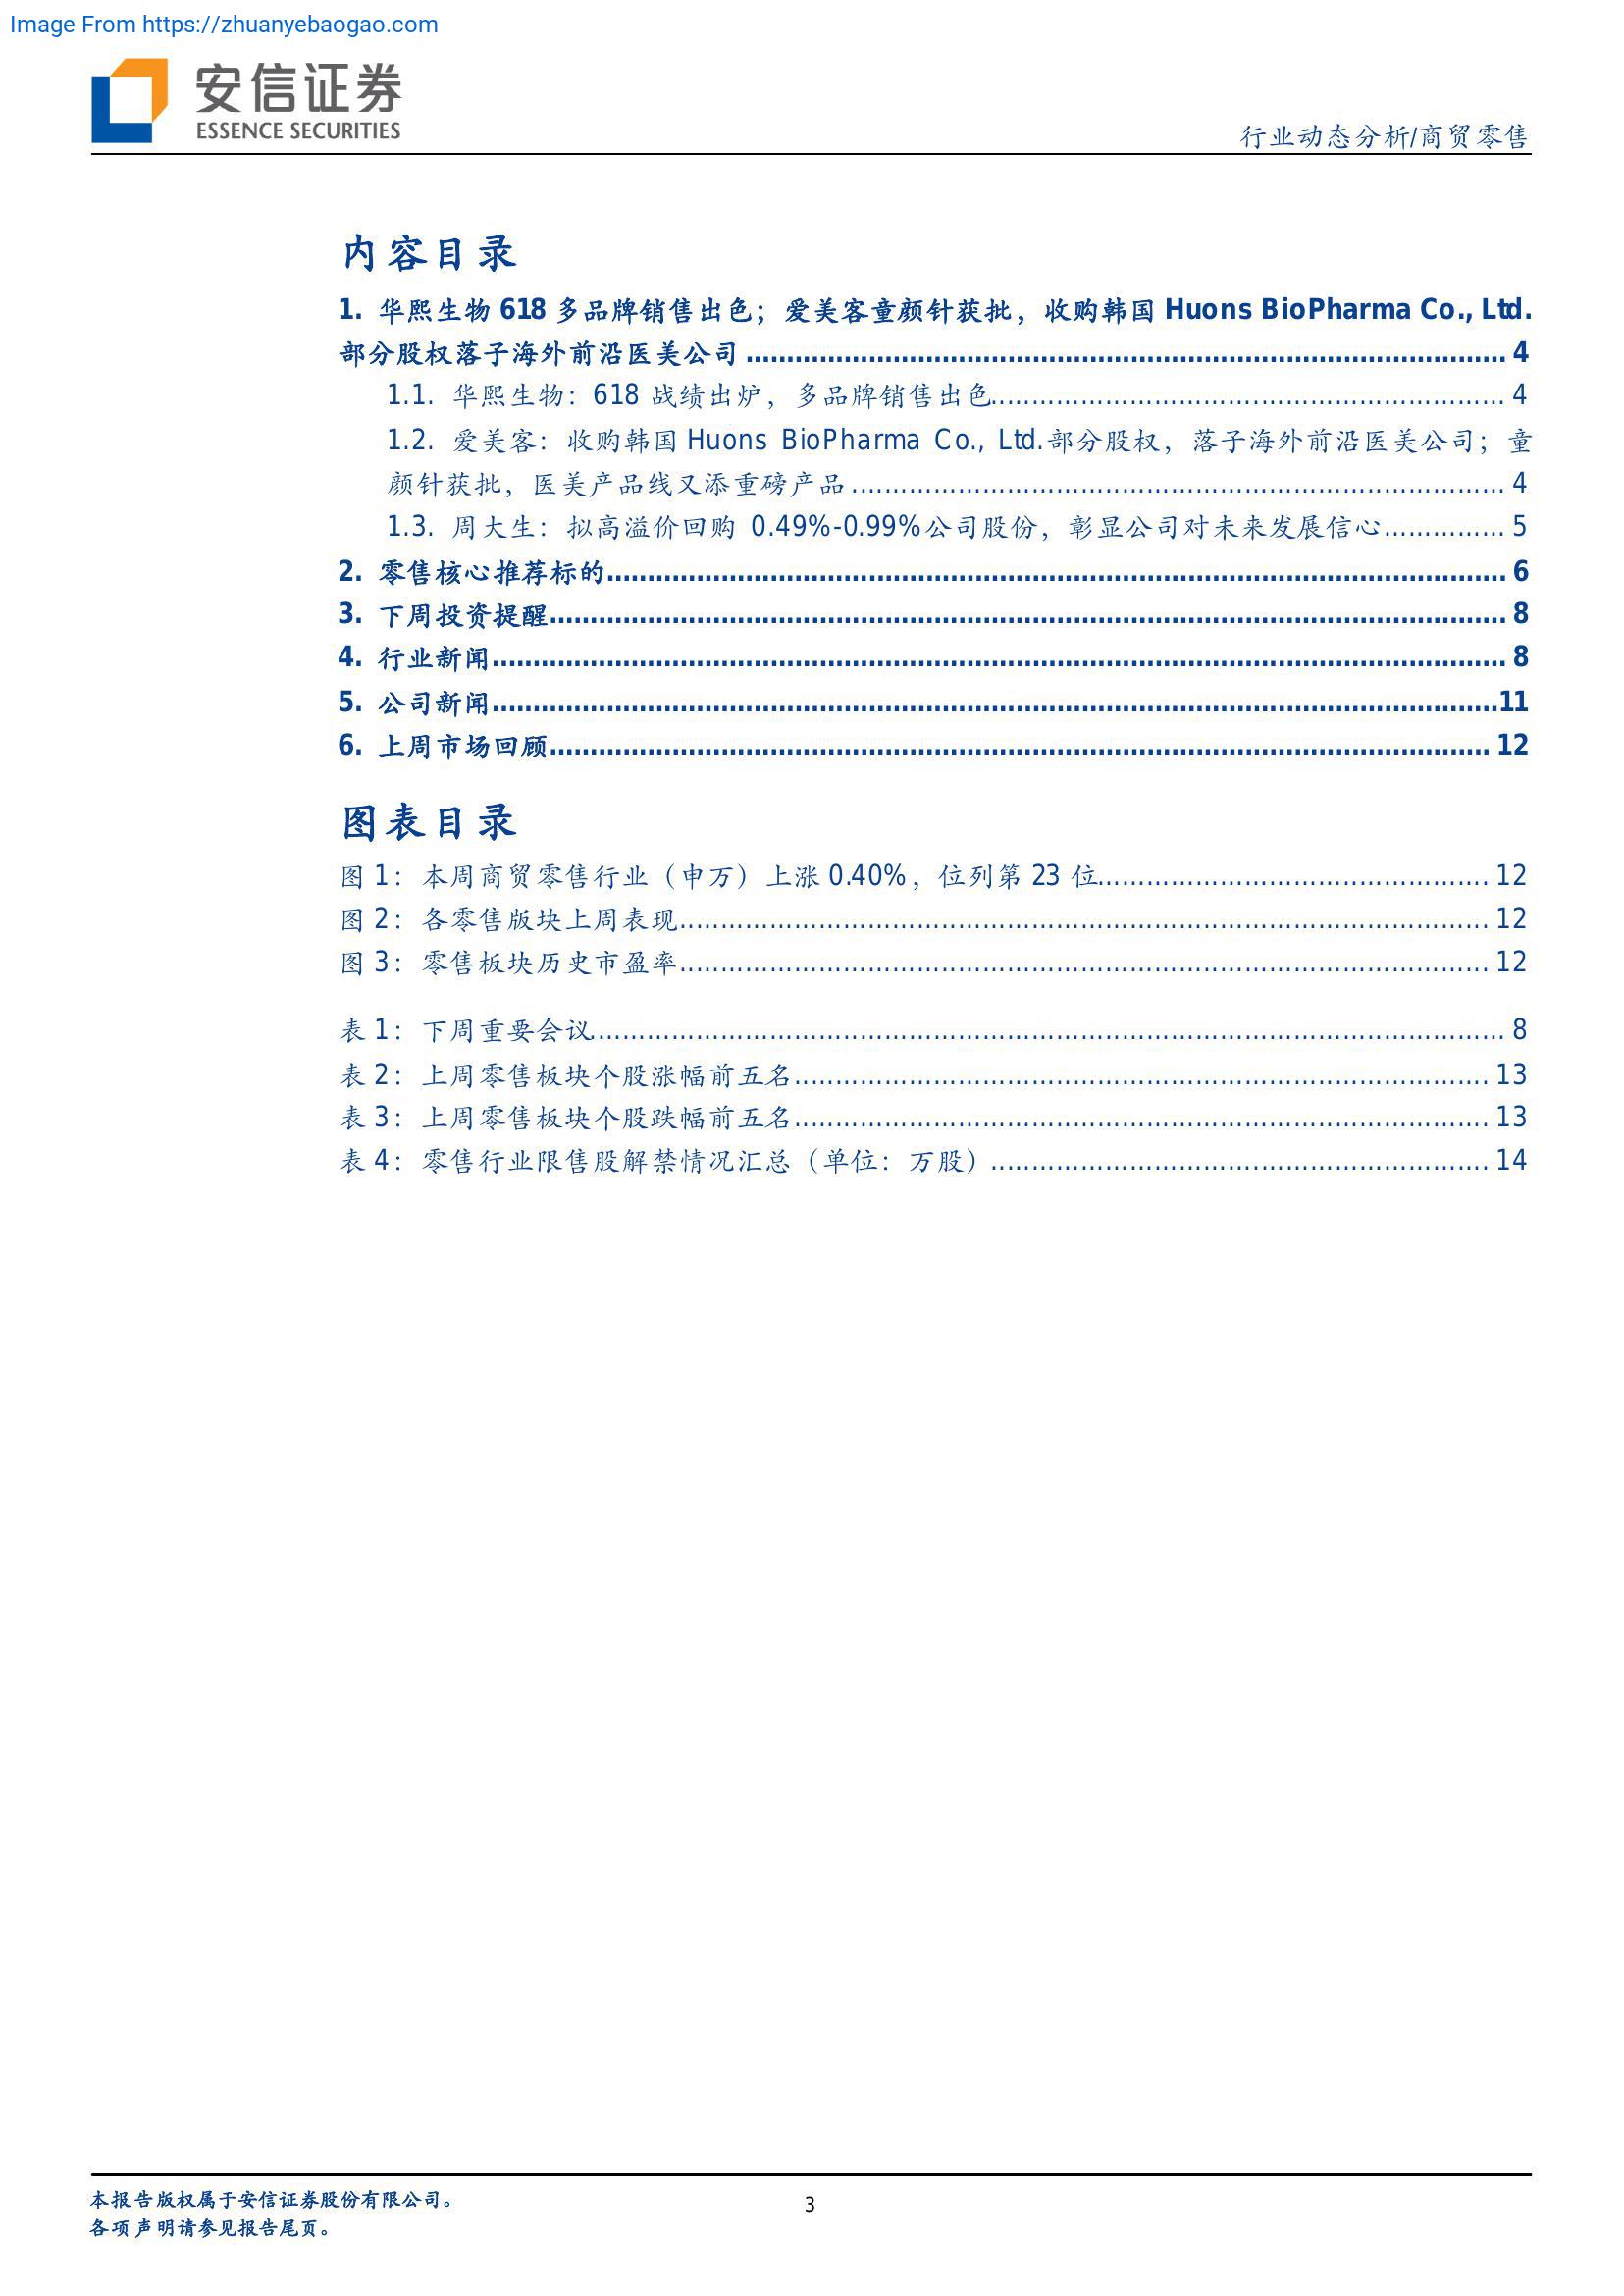 Image From https://zhuanyebaogao.com
安信证券
ESSENCE SECURITIES
行业动态分析/商贸零售
内容目录
1. 华熙生物 618 多品牌销售出色；爱美客童颜针获批，收购韩国 Huons BioPharma Co., Ltd.
部分股权落子海外前沿医美公司 ........................................ 4
1.1. 华熙生物：618 战绩出炉，多品牌销售出色........................................ 4
1.2. 爱美客：收购韩国 Huons BioPharma Co., Ltd.部分股权，落子海外前沿医美公司；童
颜针获批，医美产品线又添重磅产品 ........................................ 4
1.3. 周大生：拟高溢价回购 0.49%-0.99%公司股份，彰显公司对未来发展信心............... 5
2. 零售核心推荐标的........................................ 6
3. 下周投资提醒........................................ 8
4. 行业新闻........................................ 8
5. 公司新闻........................................11
6. 上周市场回顾........................................ 12
图表目录
图 1：本周商贸零售行业（申万）上涨 0.40%，位列第 23 位........................................ 12
图 2：各零售版块上周表现........................................ 12
图 3：零售板块历史市盈率........................................ 12
表 1：下周重要会议........................................ 8
表 2：上周零售板块个股涨幅前五名........................................ 13
表 3：上周零售板块个股跌幅前五名........................................ 13
表 4：零售行业限售股解禁情况汇总（单位：万股）........................................ 14
本报告版权属于安信证券股份有限公司。
3
各项声明请参见报告尾页。